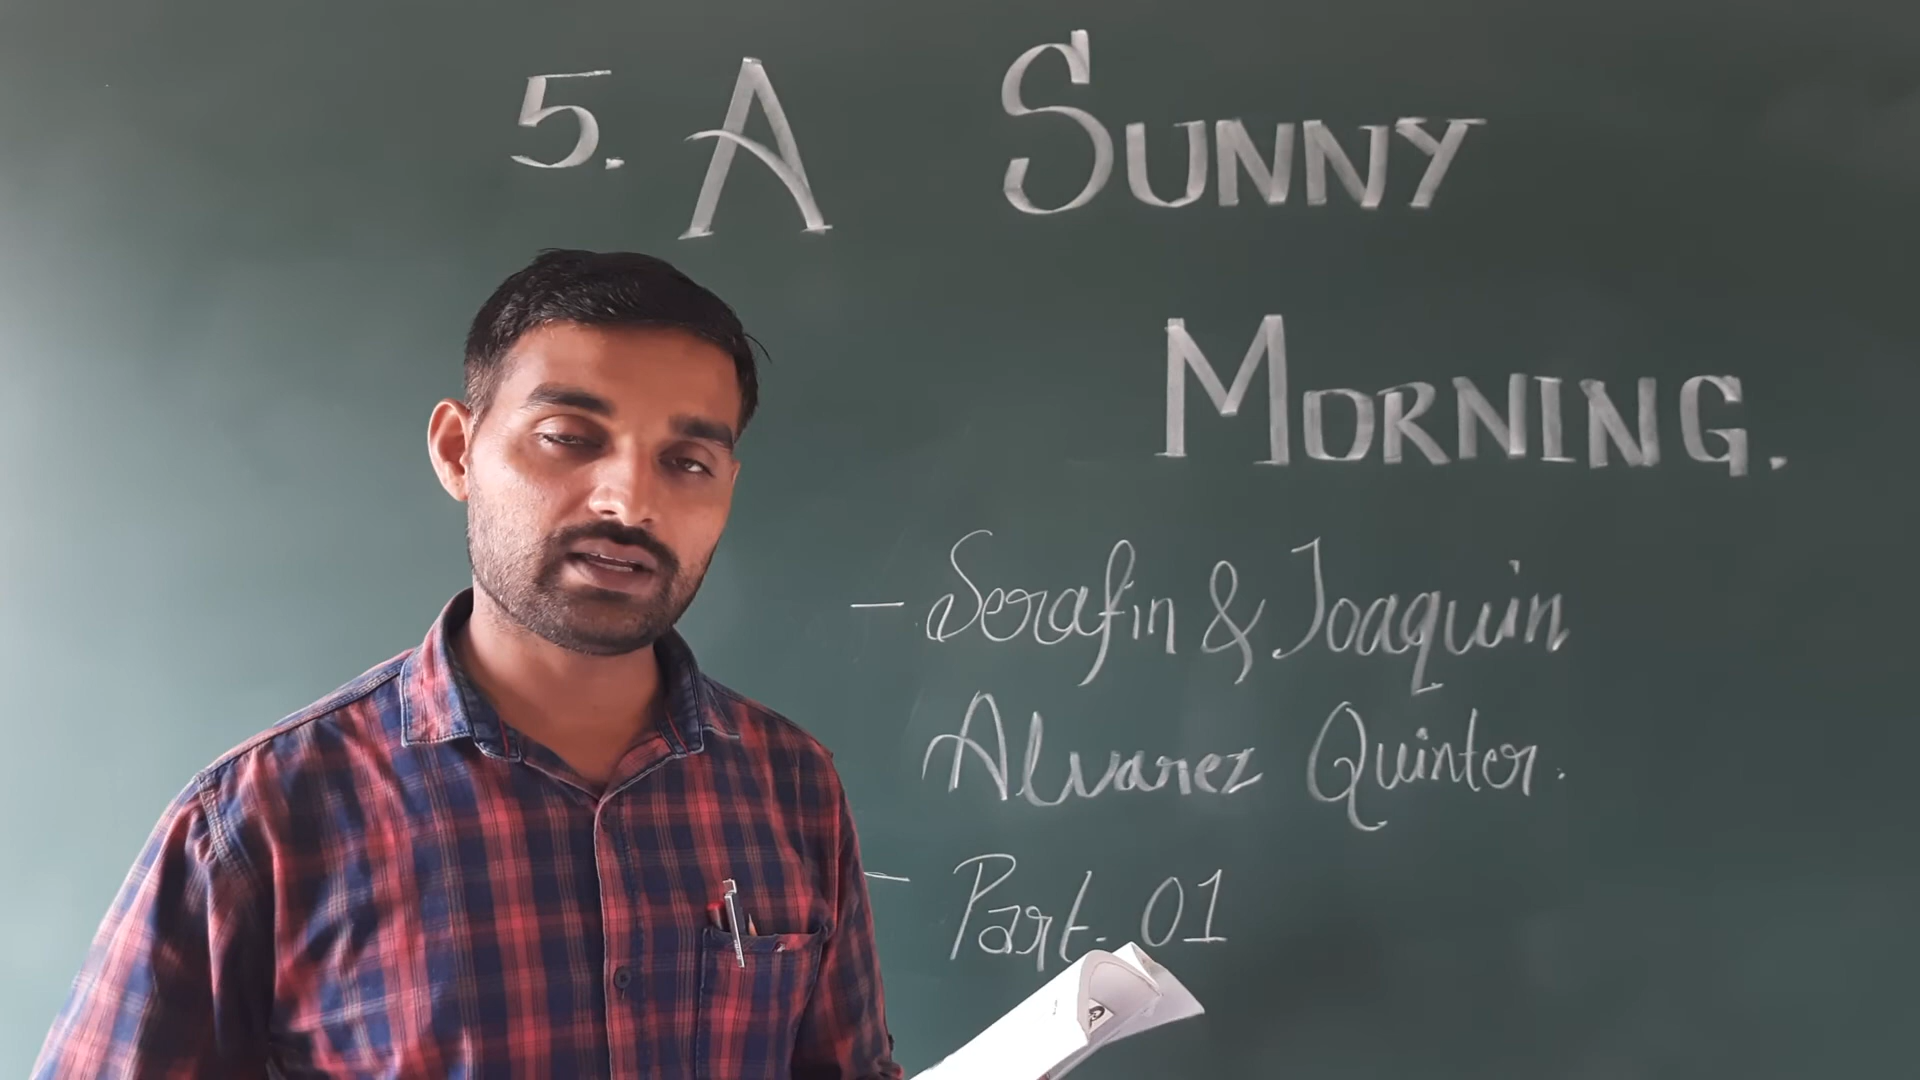 5. A SUNNY
MORNING.
- Serafin & Joaquin
Alvarez Quinter.
- Part-01